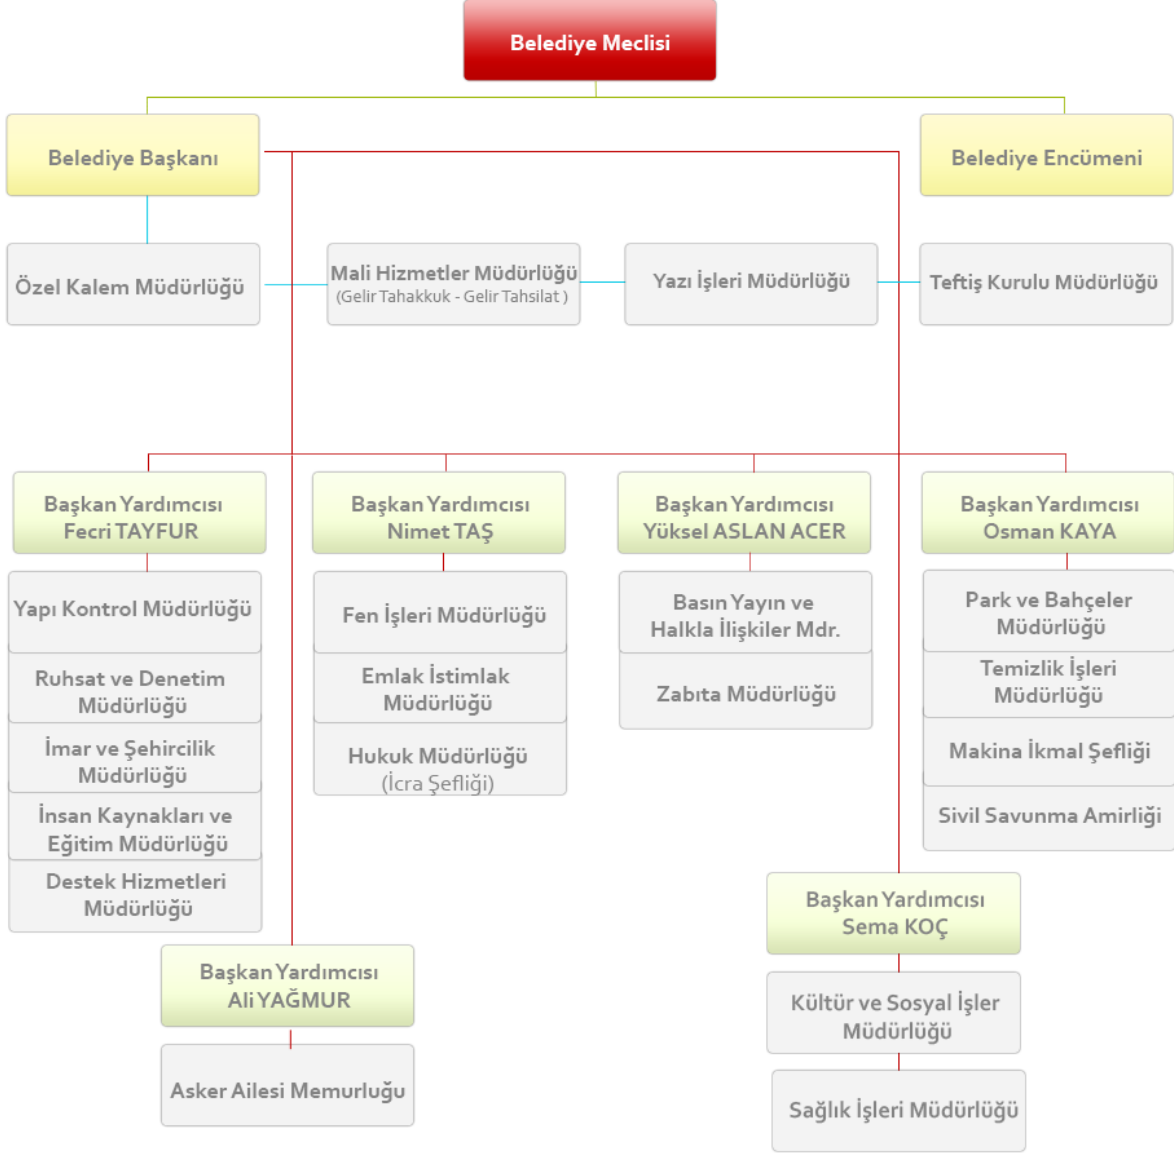 Belediye Meclisi
Belediye Başkanı
Belediye Encümeni
Özel Kalem Müdürlüğü
Mali Hizmetler Müdürlüğü
(Gelir Tahakkuk - Gelir Tahsilat )
Yazı İşleri Müdürlüğü
Teftiş Kurulu Müdürlüğü
Başkan Yardımcısı
Fecri TAYFUR
Yapı Kontrol Müdürlüğü
Ruhsat ve Denetim
Müdürlüğü
İmar ve Şehircilik
Müdürlüğü
İnsan Kaynakları ve
Eğitim Müdürlüğü
Destek Hizmetleri
Müdürlüğü
Başkan Yardımcısı
Nimet TAŞ
Fen İşleri Müdürlüğü
Emlak İstimlak
Müdürlüğü
Hukuk Müdürlüğü
(İcra Şefliği)
Başkan Yardımcısı
Yüksel ASLAN ACER
Basın Yayın ve
Halkla İlişkiler Mdr.
Zabıta Müdürlüğü
Başkan Yardımcısı
Osman KAYA
Park ve Bahçeler
Müdürlüğü
Temizlik İşleri
Müdürlüğü
Makina İkmal Şefliği
Sivil Savunma Amirliği
Başkan Yardımcısı
Ali YAĞMUR
Asker Ailesi Memurluğu
Başkan Yardımcısı
Sema KOÇ
Kültür ve Sosyal İşler
Müdürlüğü
Sağlık İşleri Müdürlüğü